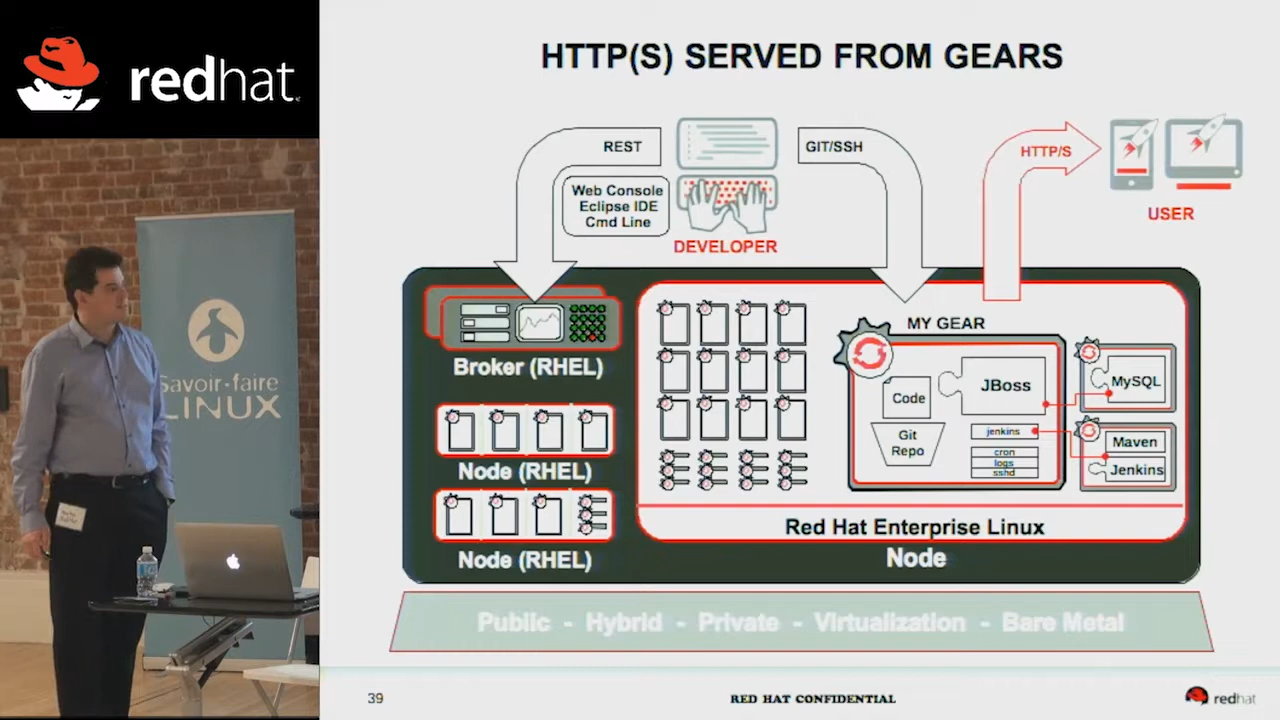 redhat.
Savoir-faire
LINUX
HTTP(S) SERVED FROM GEARS
REST
GIT/SSH
HTTP/S
Web Console
Eclipse IDE
Cmd Line
DEVELOPER
USER
Broker (RHEL)
Node (RHEL)
Node (RHEL)
MY GEAR
Code
JBoss
Git
Repo
jenkins
cron
logs
sshd
MySQL
Maven
Jenkins
Red Hat Enterprise Linux
Node
Public - Hybrid - Private - Virtualization - Bare Metal
39
RED HAT CONFIDENTIAL
redhat